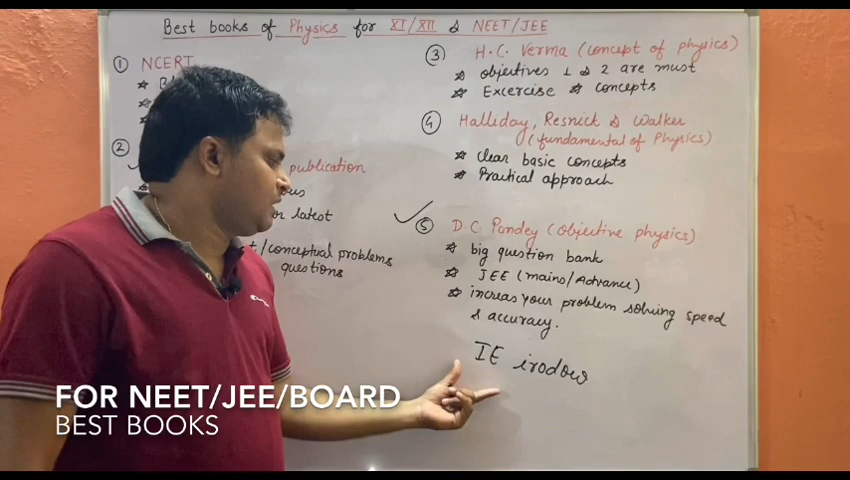 Best books of Physics for XI/XII & NEET/JEE
① NCERT
②
publication
or latest
/conceptual problems
questions
③ H.C. Verma (concept of physics)
objectives 1 & 2 are must
Excercise & concepts
④ Halliday, Resnick & Walker
(fundamental of Physics)
clear basic concepts
Practical approach
⑤ D.C. Pandey (objective physics)
big question bank
JEE (mains/Advance)
increas your problem solving speed
& accuracy.
IE irodov
FOR NEET/JEE/BOARD
BEST BOOKS